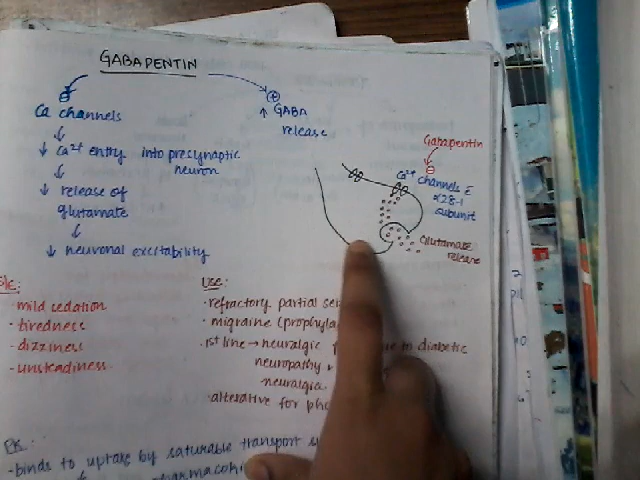 GABAPENTIN
⊖
Ca channels
↓
↓ Ca²⁺ entry into presynaptic
neuron
↓
↓ release of
glutamate
↓
↓ neuronal excitability
⊕
↑ GABA
release
Gabapentin
⊖
Ca²⁺ channels c̄
α2δ-1
subunit
Glutamate
release
S/E:
· mild sedation
· tiredness
· dizziness
· unsteadiness
Use:
· refractory partial
· migraine (prophyla
· 1st line → neuralgic to diabetic
neuropathy
neuralgia
· alternative for
PK:
- binds to uptake by saturable transport